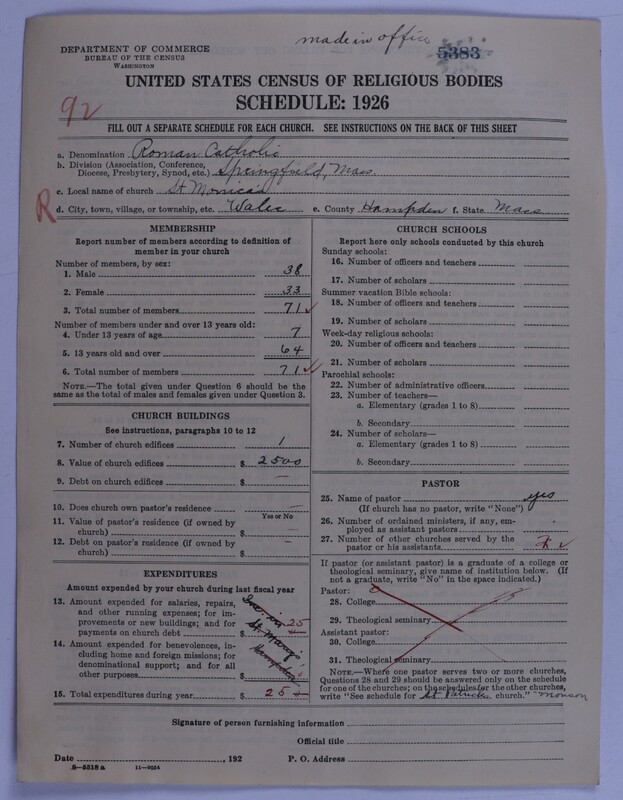 made in office
5383
DEPARTMENT OF COMMERCE
BUREAU OF THE CENSUS
WASHINGTON
UNITED STATES CENSUS OF RELIGIOUS BODIES
SCHEDULE: 1926
92
FILL OUT A SEPARATE SCHEDULE FOR EACH CHURCH. SEE INSTRUCTIONS ON THE BACK OF THIS SHEET
a. Denomination Roman Catholic
b. Division (Association, Conference,
Diocese, Presbytery, Synod, etc.) Springfield, Mass.
c. Local name of church St Monica's
R
d. City, town, village, or township, etc. Wales e. County Hampden f. State Mass
MEMBERSHIP
Report number of members according to definition of
member in your church
Number of members, by sex:
1. Male 38
2. Female 33
3. Total number of members 71
Number of members under and over 13 years old:
4. Under 13 years of age 7
5. 13 years old and over 64
6. Total number of members 71
NOTE.—The total given under Question 6 should be the
same as the total of males and females given under Question 3.
CHURCH BUILDINGS
See instructions, paragraphs 10 to 12
7. Number of church edifices 1
8. Value of church edifices $ 2500
9. Debt on church edifices $ —
10. Does church own pastor's residence —
Yes or No
11. Value of pastor's residence (if owned by
church) $
12. Debt on pastor's residence (if owned by
church) $ —
EXPENDITURES
Amount expended by your church during last fiscal year
13. Amount expended for salaries, repairs,
and other running expenses; for im-
provements or new buildings; and for
payments on church debt $ 25
14. Amount expended for benevolences, in-
cluding home and foreign missions; for
denominational support; and for all
other purposes $
Inc in
St Mary's
Hampden
15. Total expenditures during year $ 25
CHURCH SCHOOLS
Report here only schools conducted by this church
Sunday schools:
16. Number of officers and teachers
17. Number of scholars
Summer vacation Bible schools:
18. Number of officers and teachers
19. Number of scholars
Week-day religious schools:
20. Number of officers and teachers
21. Number of scholars
Parochial schools:
22. Number of administrative officers
23. Number of teachers—
a. Elementary (grades 1 to 8)
b. Secondary
24. Number of scholars—
a. Elementary (grades 1 to 8)
b. Secondary
PASTOR
25. Name of pastor yes
(If church has no pastor, write "None")
26. Number of ordained ministers, if any, em-
ployed as assistant pastors
27. Number of other churches served by the
pastor or his assistants
If pastor (or assistant pastor) is a graduate of a college or
theological seminary, give name of institution below. (If
not a graduate, write "No" in the space indicated.)
Pastor:
28. College
29. Theological seminary
Assistant pastor:
30. College
31. Theological seminary
NOTE.—Where one pastor serves two or more churches,
Questions 28 and 29 should be answered only on the schedule
for one of the churches; on the schedules for the other churches,
write "See schedule for St Patricks church." Monson
Signature of person furnishing information
Official title
Date , 192 P. O. Address
8—5318 a 11—9054